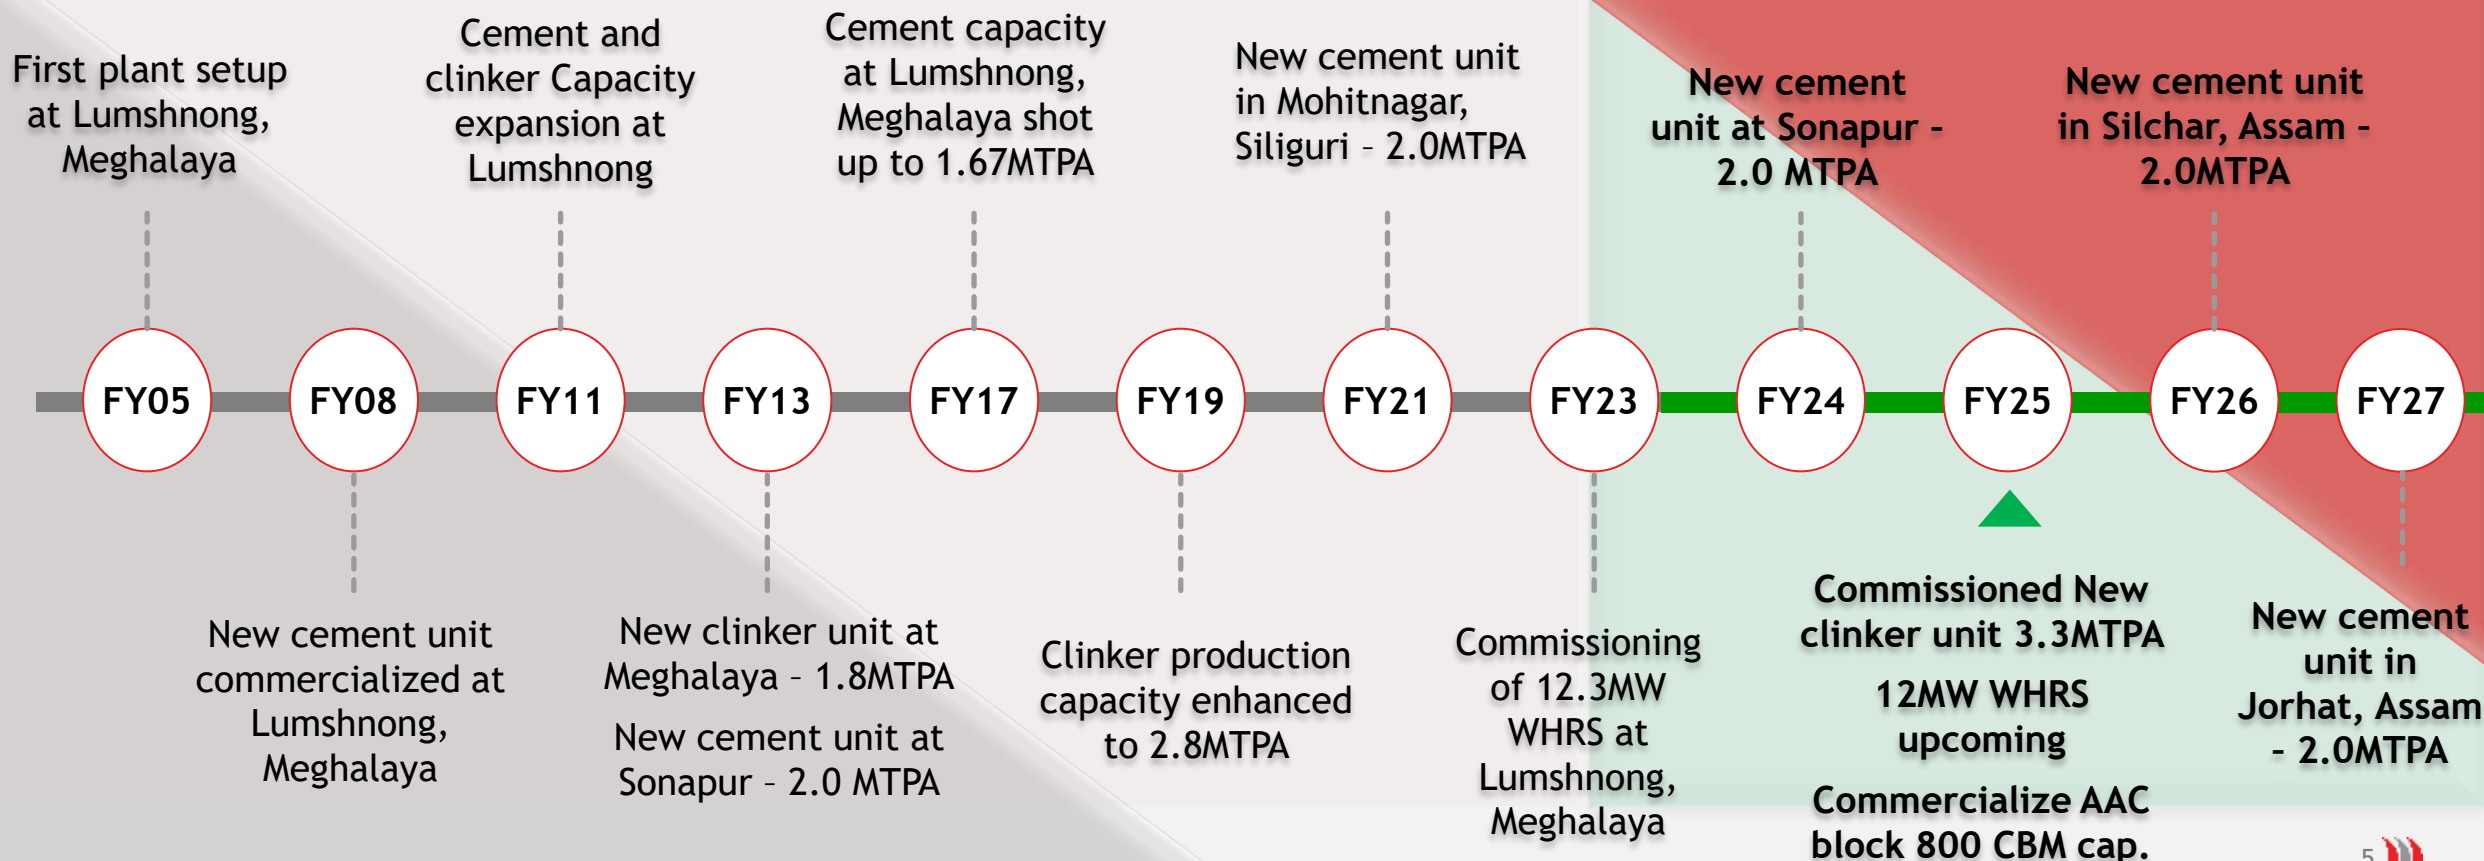 First plant setup
at Lumshnong,
Meghalaya
Cement and
clinker Capacity
expansion at
Lumshnong
Cement capacity
at Lumshnong,
Meghalaya shot
up to 1.67MTPA
New cement unit
in Mohitnagar,
Siliguri – 2.0MTPA
New cement
unit at Sonapur –
2.0 MTPA
New cement unit
in Silchar, Assam –
2.0MTPA
FY05
FY08
FY11
FY13
FY17
FY19
FY21
FY23
FY24
FY25
FY26
FY27
New cement unit
commercialized at
Lumshnong,
Meghalaya
New clinker unit at
Meghalaya – 1.8MTPA
New cement unit at
Sonapur – 2.0 MTPA
Clinker production
capacity enhanced
to 2.8MTPA
Commissioning
of 12.3MW
WHRS at
Lumshnong,
Meghalaya
Commissioned New
clinker unit 3.3MTPA
12MW WHRS
upcoming
Commercialize AAC
block 800 CBM cap.
New cement
unit in
Jorhat, Assam
– 2.0MTPA
5